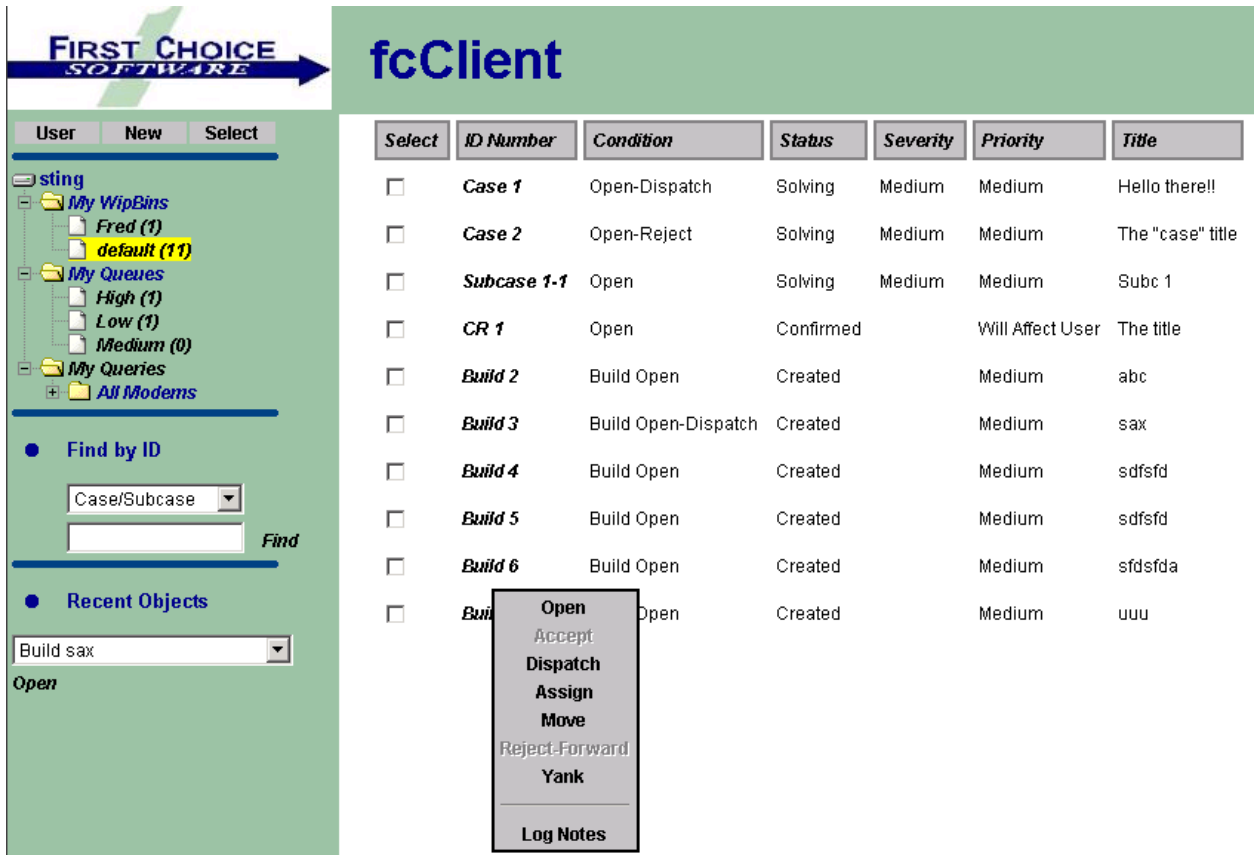 1
FIRST CHOICE
SOFTWARE
fcClient
User New Select
sting
My WipBins
Fred (1)
default (11)
My Queues
High (1)
Low (1)
Medium (0)
My Queries
All Modems
Find by ID
Case/Subcase
Find
Recent Objects
Build sax
Open
Select ID Number Condition Status Severity Priority Title
Case 1 Open-Dispatch Solving Medium Medium Hello there!!
Case 2 Open-Reject Solving Medium Medium The "case" title
Subcase 1-1 Open Solving Medium Medium Subc 1
CR 1 Open Confirmed Will Affect User The title
Build 2 Build Open Created Medium abc
Build 3 Build Open-Dispatch Created Medium sax
Build 4 Build Open Created Medium sdfsfd
Build 5 Build Open Created Medium sdfsfd
Build 6 Build Open Created Medium sfdsfda
Open Created Medium uuu
Open
Accept
Dispatch
Assign
Move
Reject-Forward
Yank
Log Notes